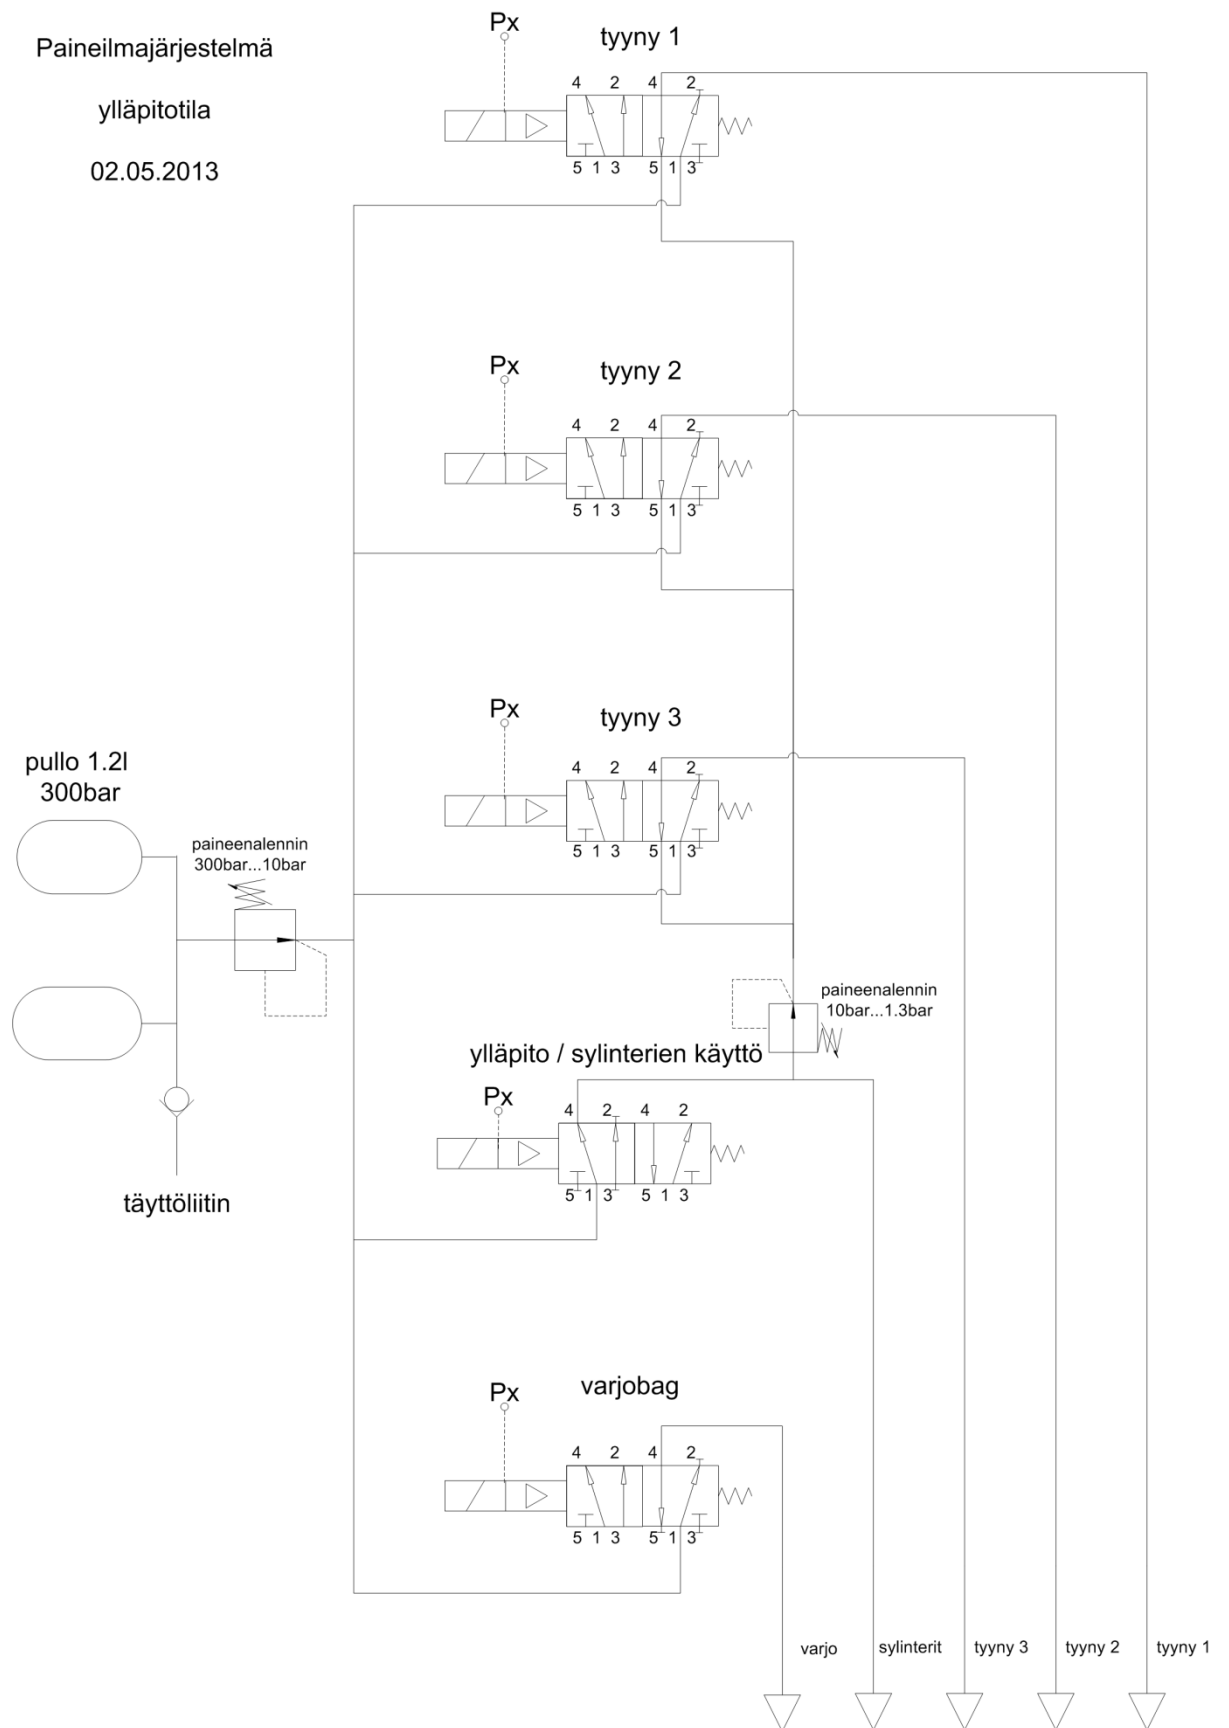 Paineilmajärjestelmä
ylläpitotila
02.05.2013
Px
tyyny 1
4 2 4 2
5 1 3 5 1 3
Px
tyyny 2
4 2 4 2
5 1 3 5 1 3
Px
tyyny 3
4 2 4 2
5 1 3 5 1 3
pullo 1.2l
300bar
paineenalennin
300bar...10bar
paineenalennin
10bar...1.3bar
ylläpito / sylinterien käyttö
Px
4 2 4 2
5 1 3 5 1 3
täyttöliitin
Px
varjobag
4 2 4 2
5 1 3 5 1 3
varjo
sylinterit
tyyny 3
tyyny 2
tyyny 1